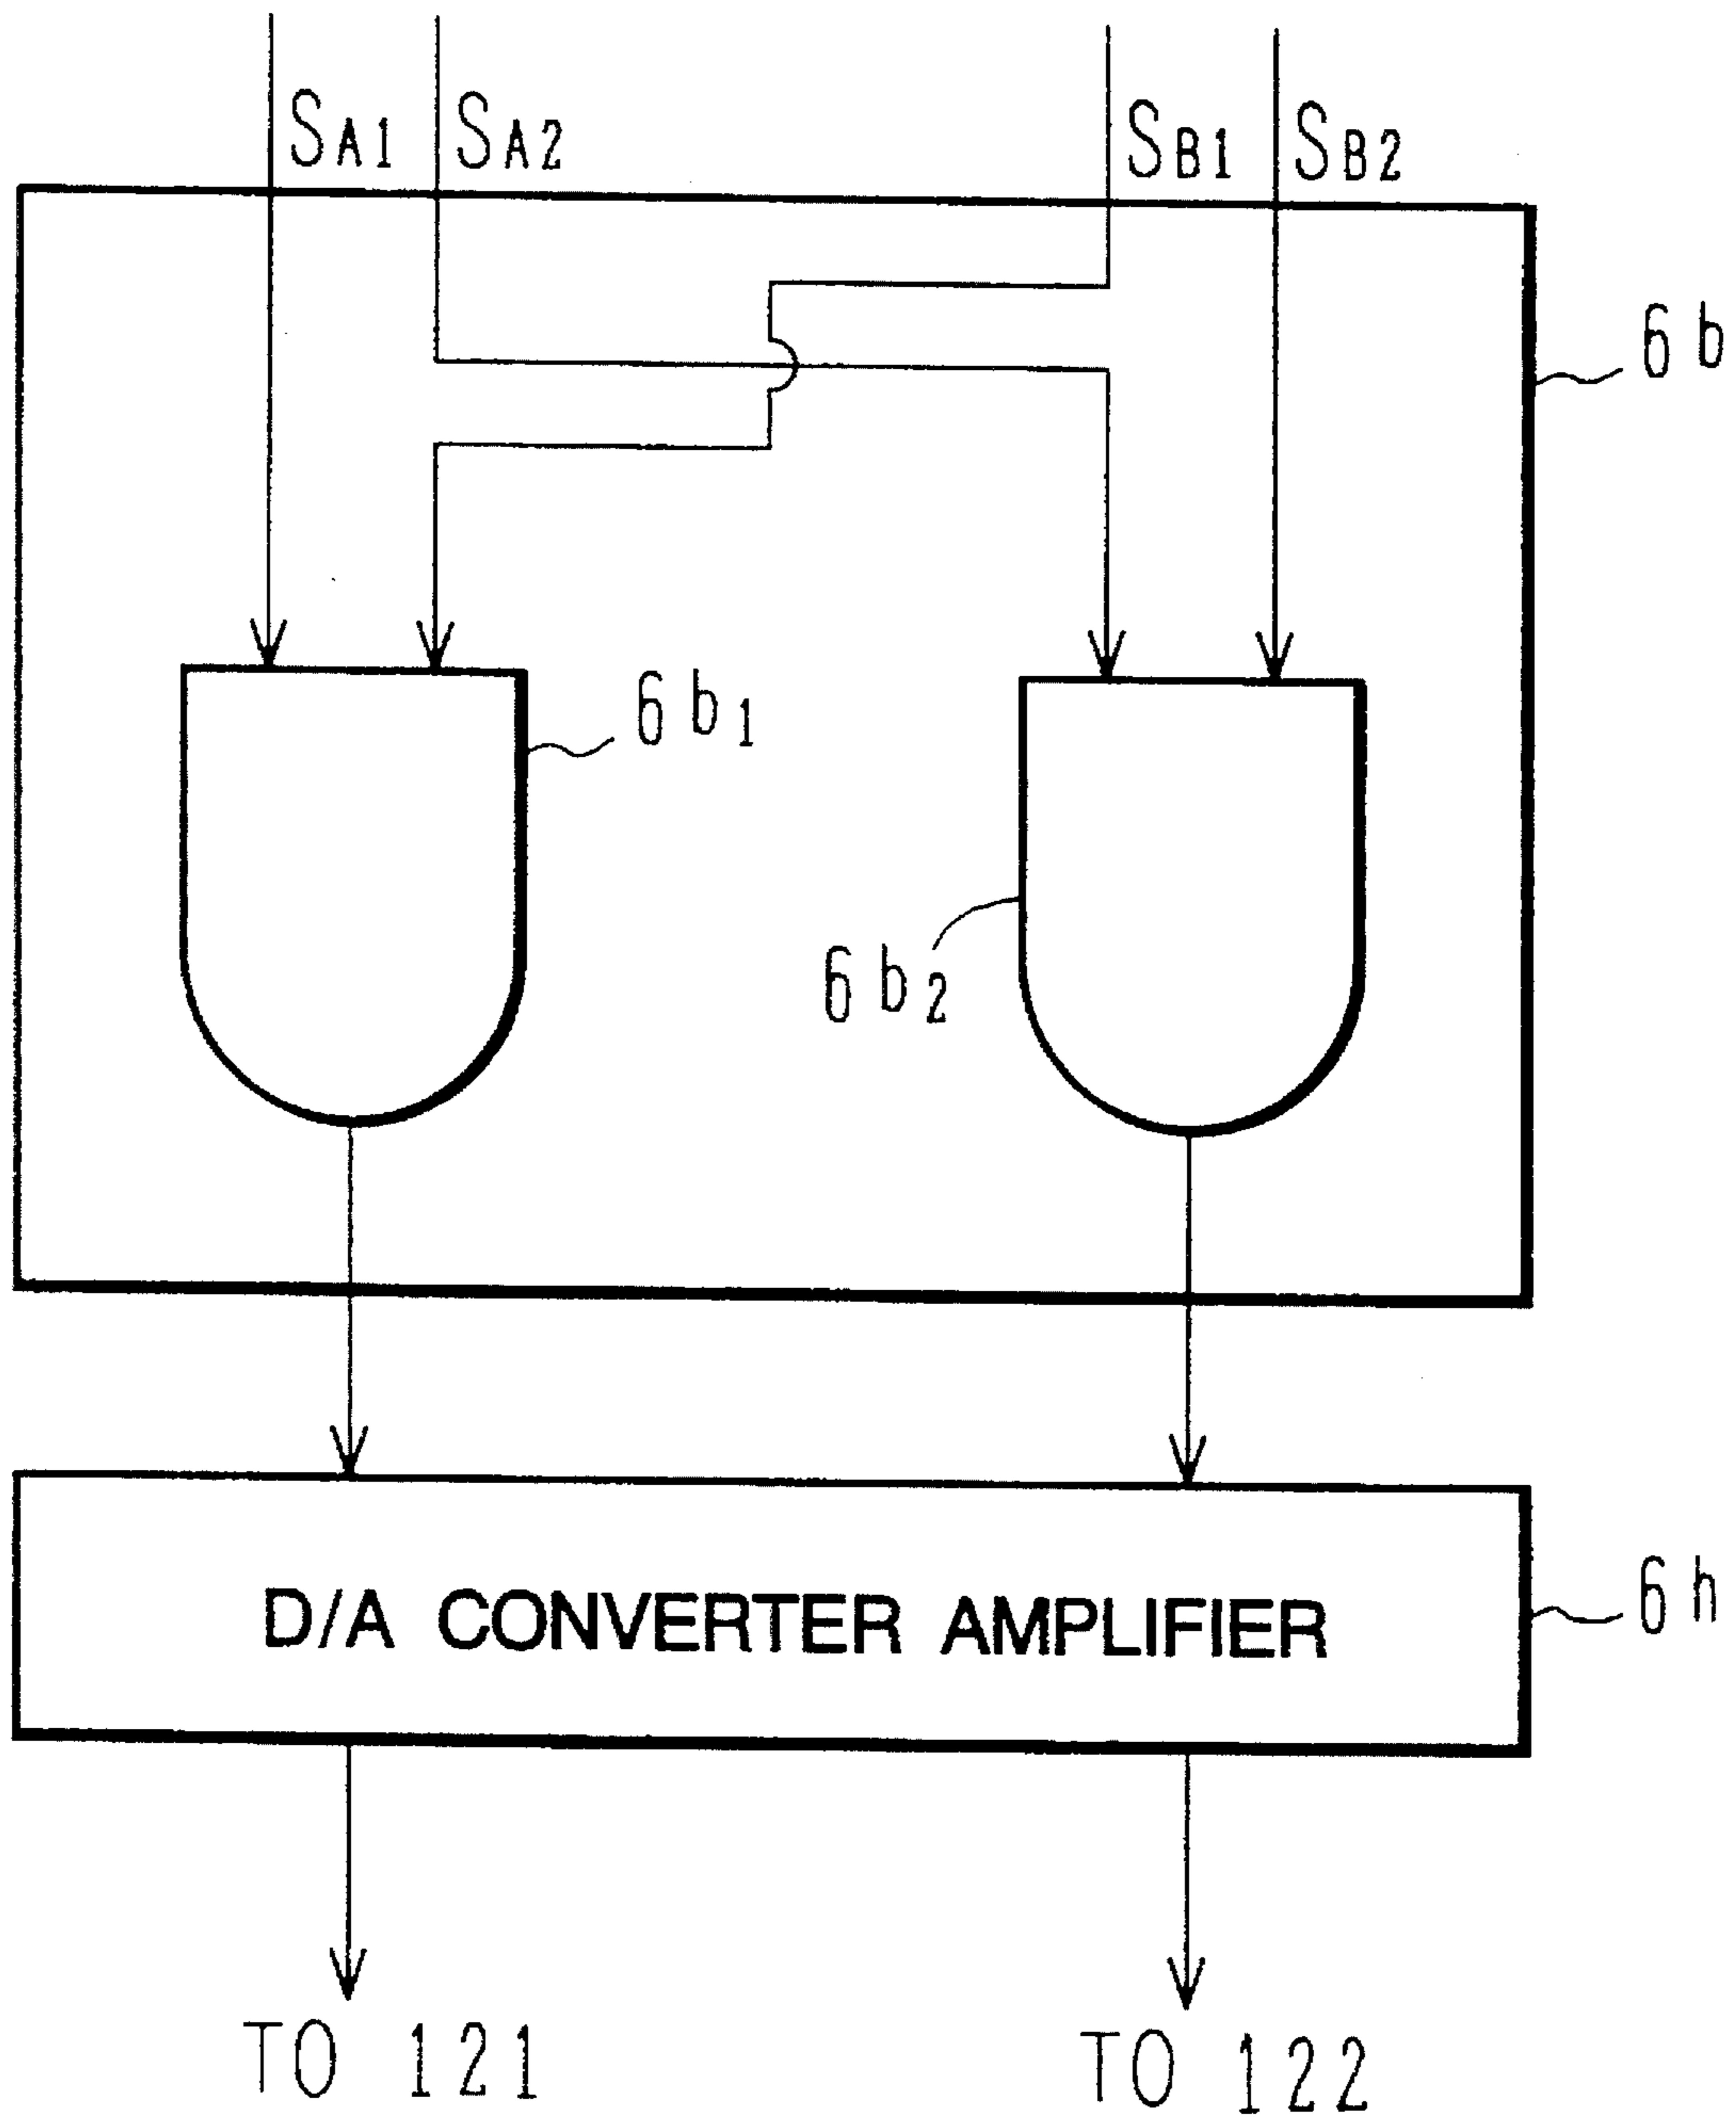 SA1 SA2 SB1 SB2
6b
6b1
6b2
D/A CONVERTER AMPLIFIER
6h
TO 121 TO 122